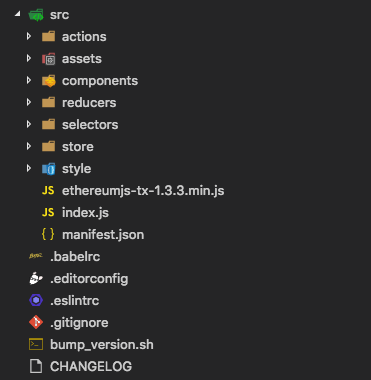 src
actions
assets
components
reducers
selectors
store
style
JS ethereumjs-tx-1.3.3.min.js
JS index.js
{ } manifest.json
.babelrc
.editorconfig
.eslintrc
.gitignore
bump_version.sh
CHANGELOG